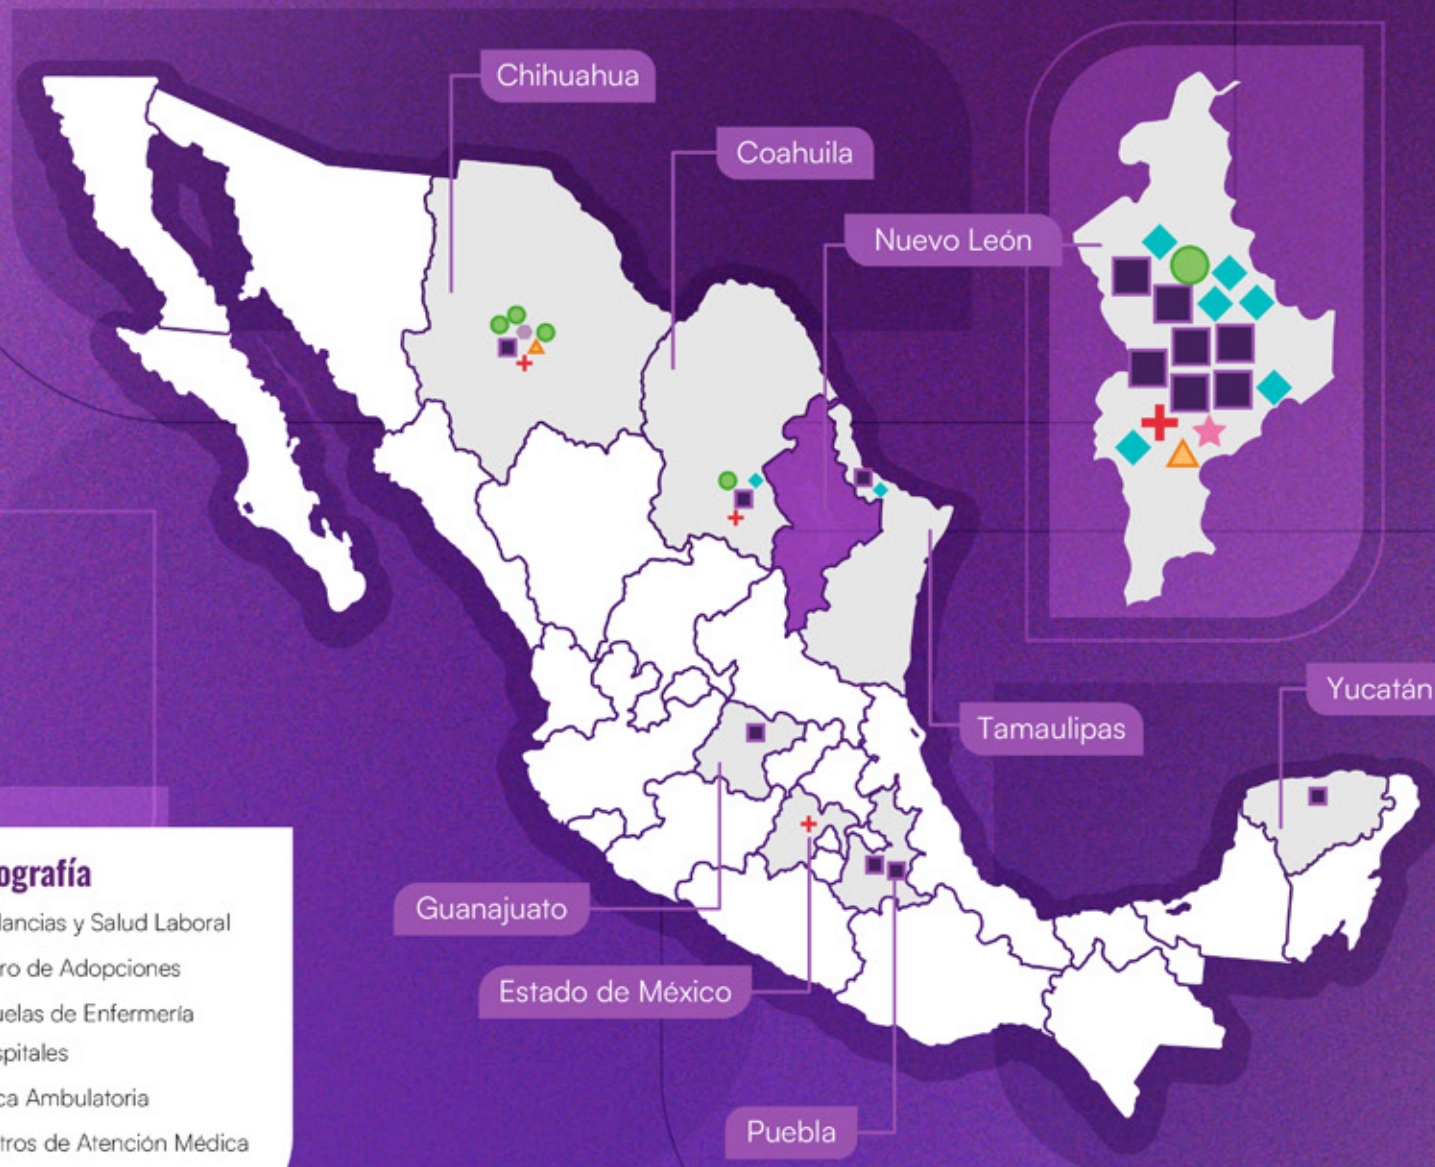 Chihuahua
Coahuila
Nuevo León
Yucatán
Tamaulipas
Guanajuato
Estado de México
Puebla
ografía
lancias y Salud Laboral
ro de Adopciones
uelas de Enfermería
spitales
ca Ambulatoria
tros de Atención Médica